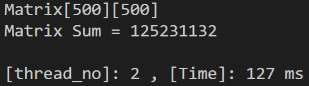 Matrix[500][500]
Matrix Sum = 125231132
[thread_no]: 2 , [Time]: 127 ms